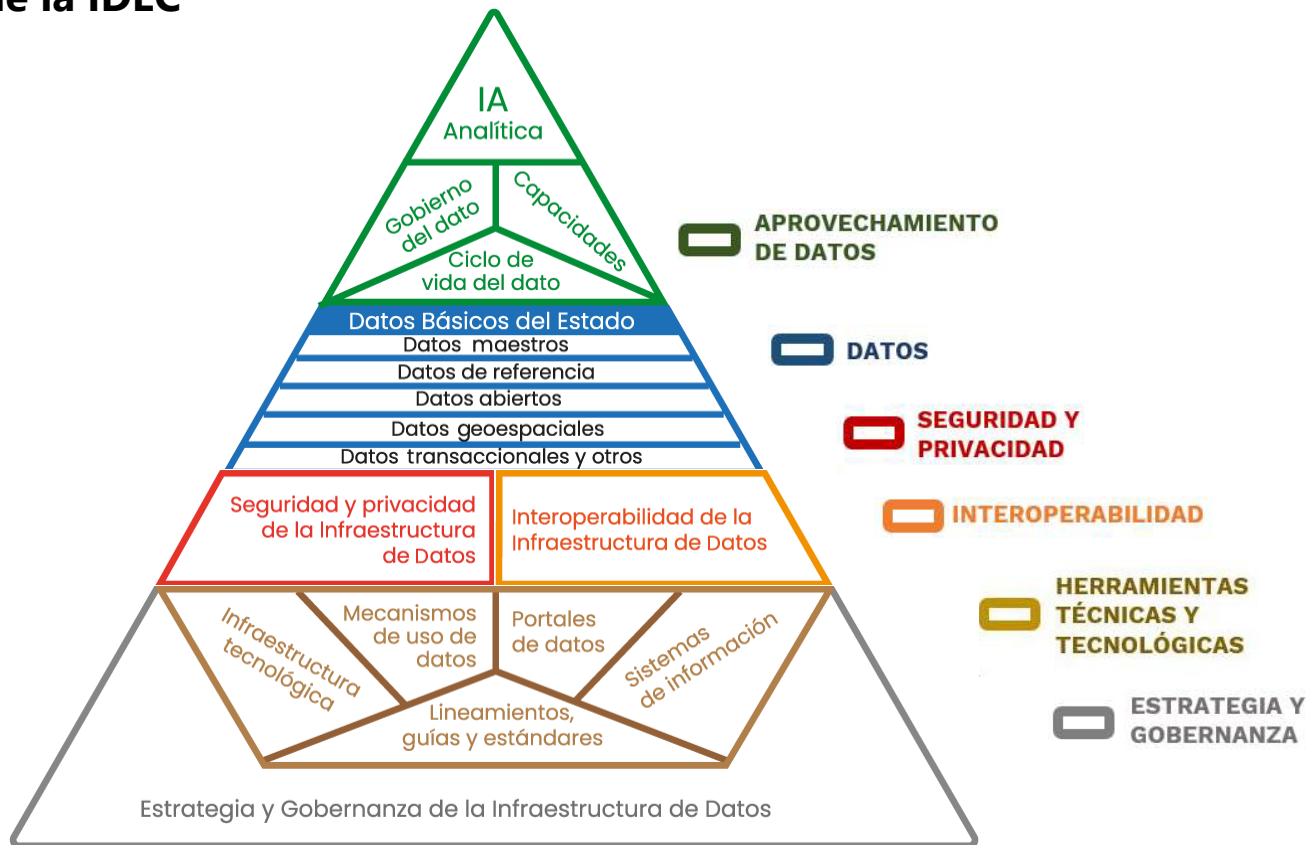 de la IDEC
IA
Analítica
Gobierno
del dato
Capacidades
Ciclo de
vida del dato
Datos Básicos del Estado
Datos maestros
Datos de referencia
Datos abiertos
Datos geoespaciales
Datos transaccionales y otros
Seguridad y privacidad
de la Infraestructura
de Datos
Interoperabilidad de la
Infraestructura de Datos
Infraestructura
tecnológica
Mecanismos
de uso de
datos
Portales
de datos
Sistemas
de información
Lineamientos,
guías y estándares
Estrategia y Gobernanza de la Infraestructura de Datos
APROVECHAMIENTO
DE DATOS
DATOS
SEGURIDAD Y
PRIVACIDAD
INTEROPERABILIDAD
HERRAMIENTAS
TÉCNICAS Y
TECNOLÓGICAS
ESTRATEGIA Y
GOBERNANZA